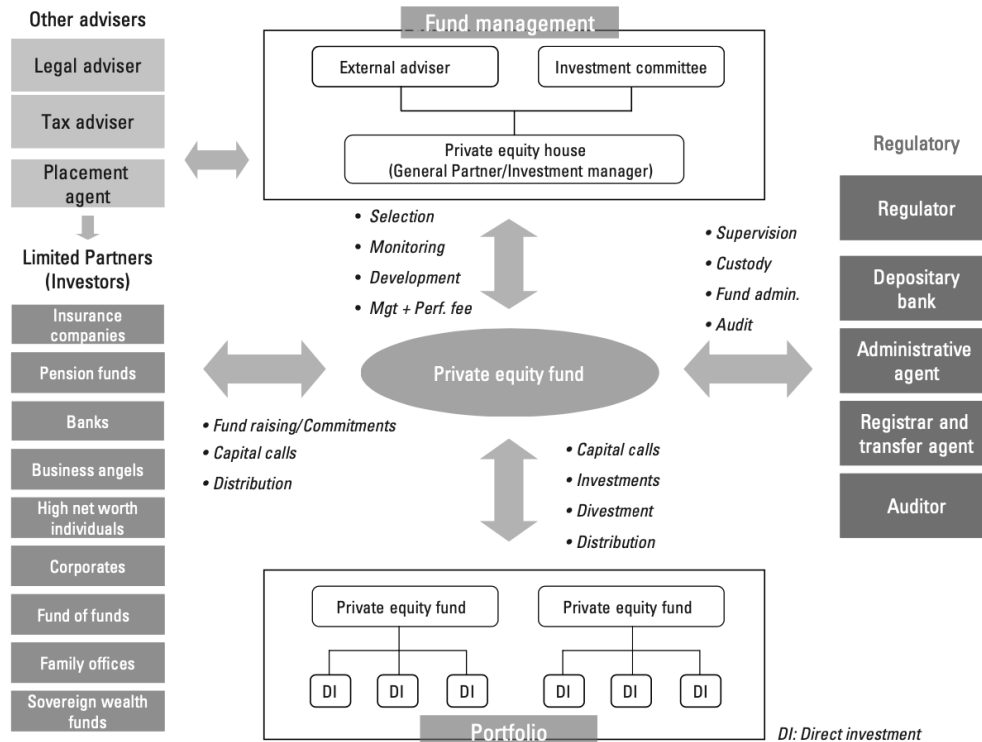 Other advisers
Legal adviser
Tax adviser
Placement
agent
Limited Partners
(Investors)
Insurance
companies
Pension funds
Banks
Business angels
High net worth
individuals
Corporates
Fund of funds
Family offices
Sovereign wealth
funds
Fund management
External adviser
Investment committee
Private equity house
(General Partner/Investment manager)
• Selection
• Monitoring
• Development
• Mgt + Perf. fee
• Supervision
• Custody
• Fund admin.
• Audit
Private equity fund
• Fund raising/Commitments
• Capital calls
• Distribution
• Capital calls
• Investments
• Divestment
• Distribution
Regulatory
Regulator
Depositary
bank
Administrative
agent
Registrar and
transfer agent
Auditor
Private equity fund
Private equity fund
DI
DI
DI
DI
DI
DI
Portfolio
DI: Direct investment